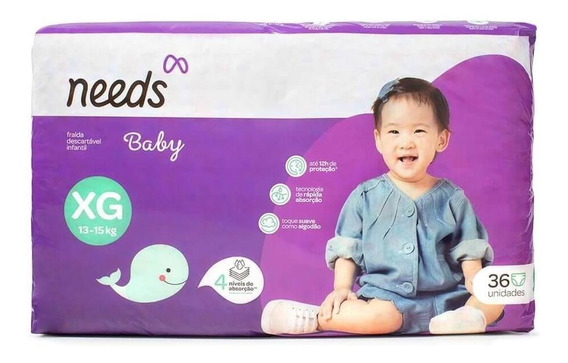 needs
fralda
descartável
infantil
Baby
XG
13-15 kg
até 12h de
proteção*
tecnologia
de rápida
absorção
toque suave
como algodão
4
níveis de
absorção**
36
unidades